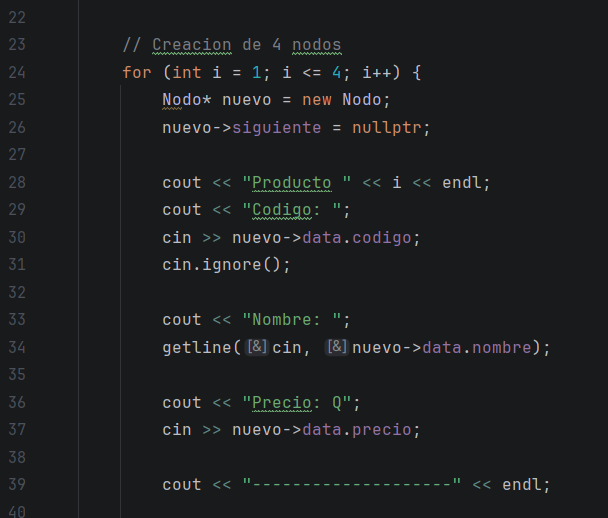 22
23 // Creacion de 4 nodos
24 for (int i = 1; i <= 4; i++) {
25 Nodo* nuevo = new Nodo;
26 nuevo->siguiente = nullptr;
27
28 cout << "Producto " << i << endl;
29 cout << "Codigo: ";
30 cin >> nuevo->data.codigo;
31 cin.ignore();
32
33 cout << "Nombre: ";
34 getline([&]cin, [&]nuevo->data.nombre);
35
36 cout << "Precio: Q";
37 cin >> nuevo->data.precio;
38
39 cout << "--------------------" << endl;
40